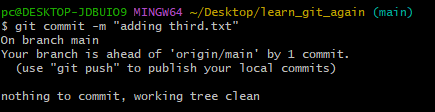 pc@DESKTOP-JDBUIO9 MINGW64 ~/Desktop/learn_git_again (main)
$ git commit -m "adding third.txt"
On branch main
Your branch is ahead of 'origin/main' by 1 commit.
  (use "git push" to publish your local commits)

nothing to commit, working tree clean